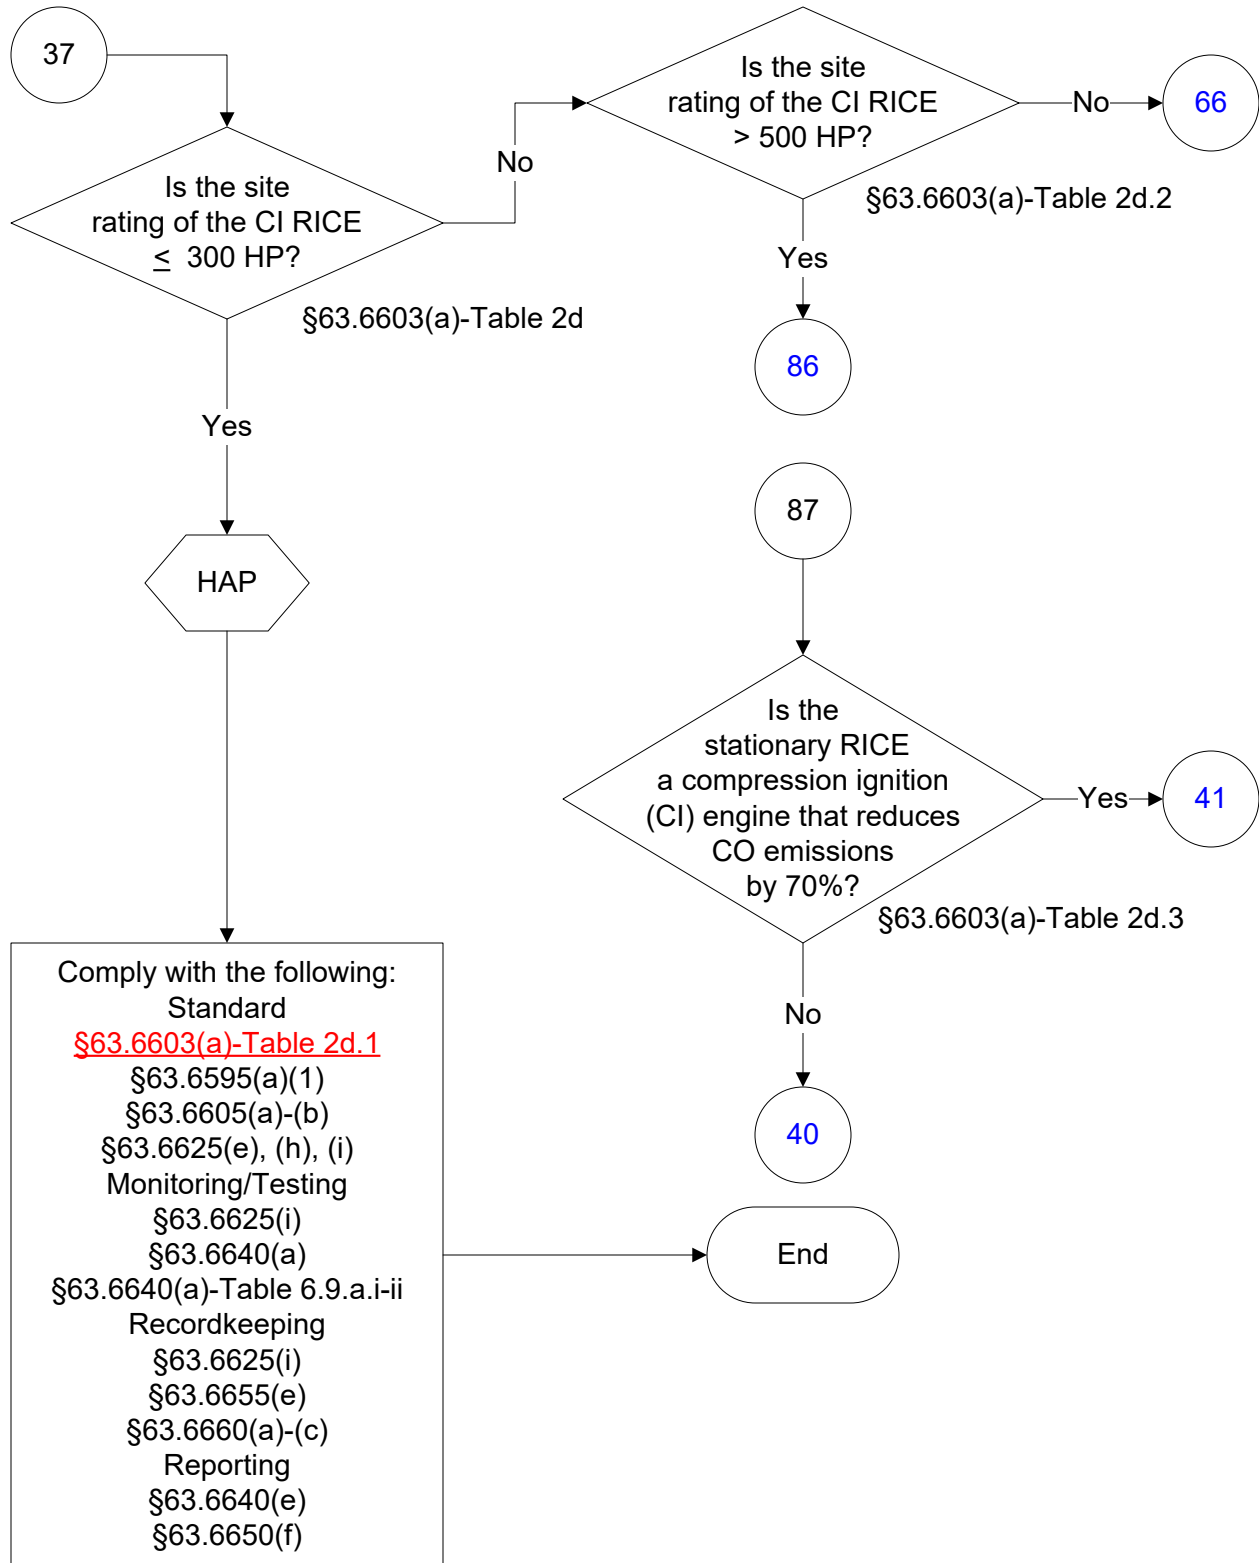 37
Is the site
rating of the CI RICE
≤ 300 HP?
§63.6603(a)-Table 2d
No
Is the site
rating of the CI RICE
> 500 HP?
§63.6603(a)-Table 2d.2
No
66
Yes
86
Yes
HAP
87
Is the
stationary RICE
a compression ignition
(CI) engine that reduces
CO emissions
by 70%?
§63.6603(a)-Table 2d.3
Yes
41
No
40
Comply with the following:
Standard
§63.6603(a)-Table 2d.1
§63.6595(a)(1)
§63.6605(a)-(b)
§63.6625(e), (h), (i)
Monitoring/Testing
§63.6625(i)
§63.6640(a)
§63.6640(a)-Table 6.9.a.i-ii
Recordkeeping
§63.6625(i)
§63.6655(e)
§63.6660(a)-(c)
Reporting
§63.6640(e)
§63.6650(f)
End